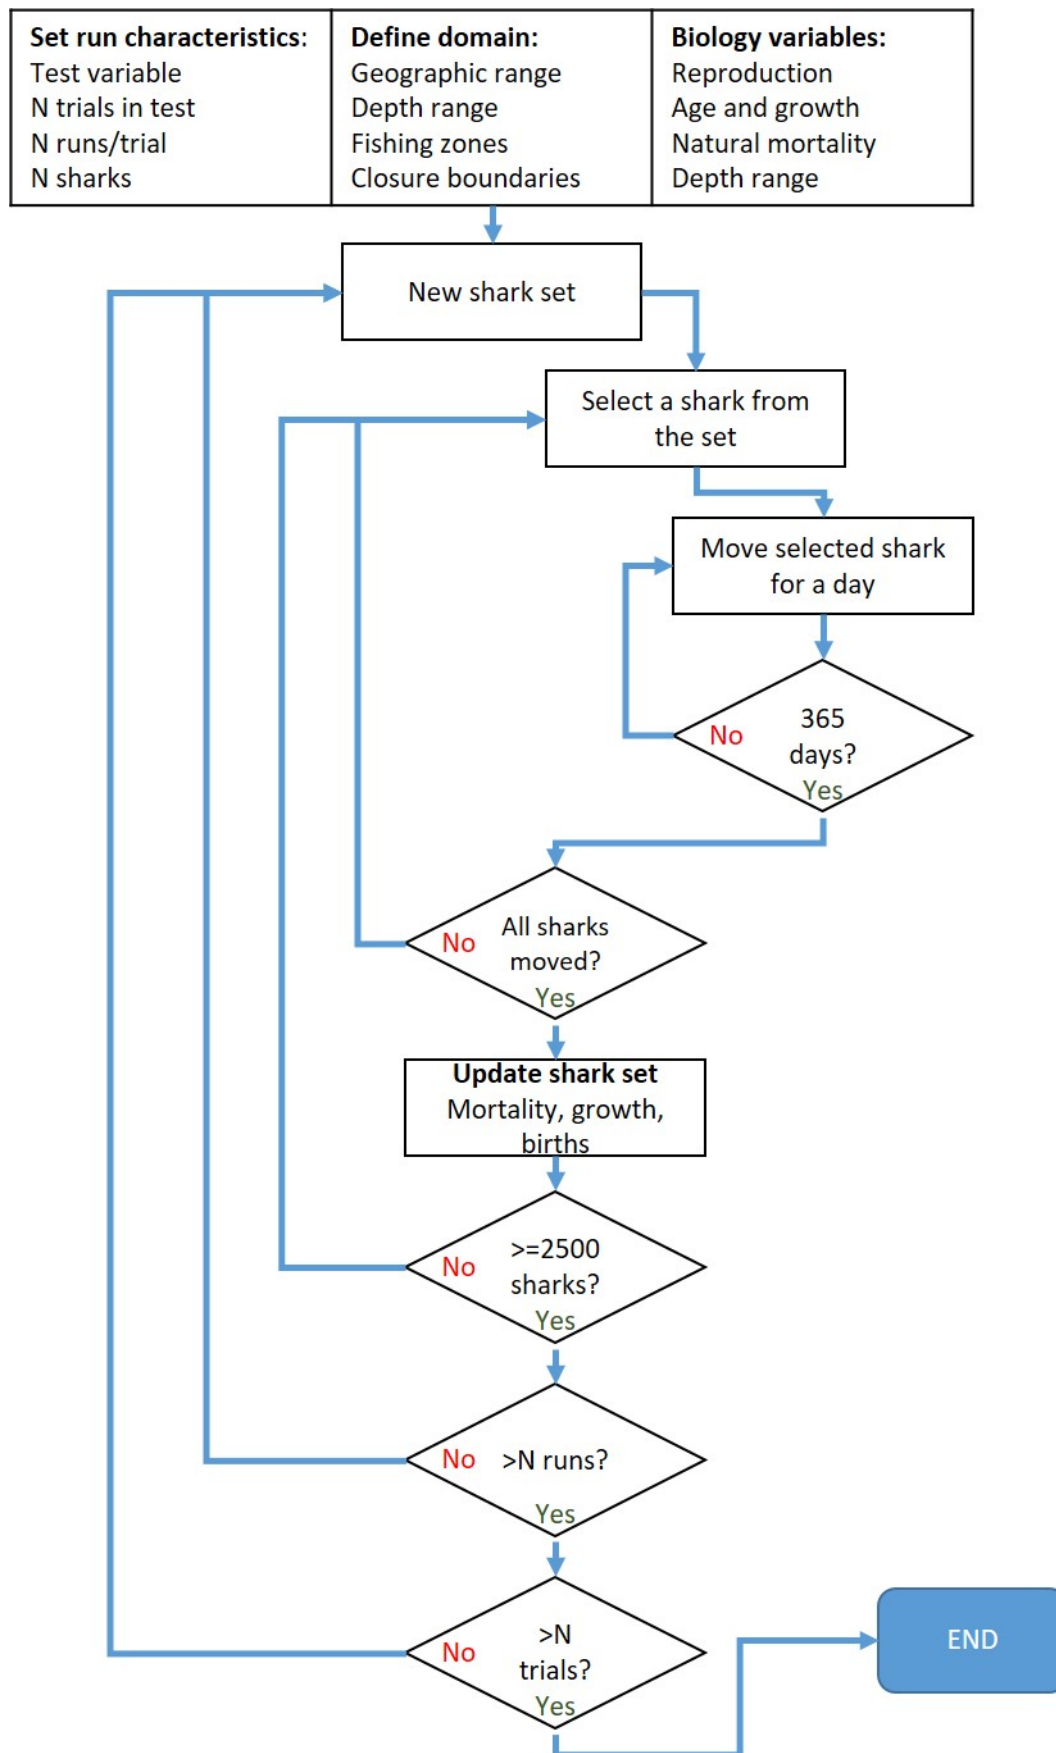 Set run characteristics:
Test variable
N trials in test
N runs/trial
N sharks
Define domain:
Geographic range
Depth range
Fishing zones
Closure boundaries
Biology variables:
Reproduction
Age and growth
Natural mortality
Depth range
New shark set
Select a shark from
the set
Move selected shark
for a day
365
days?
No
Yes
All sharks
moved?
No
Yes
Update shark set
Mortality, growth,
births
>=2500
sharks?
No
Yes
>N runs?
No
Yes
>N
trials?
No
Yes
END